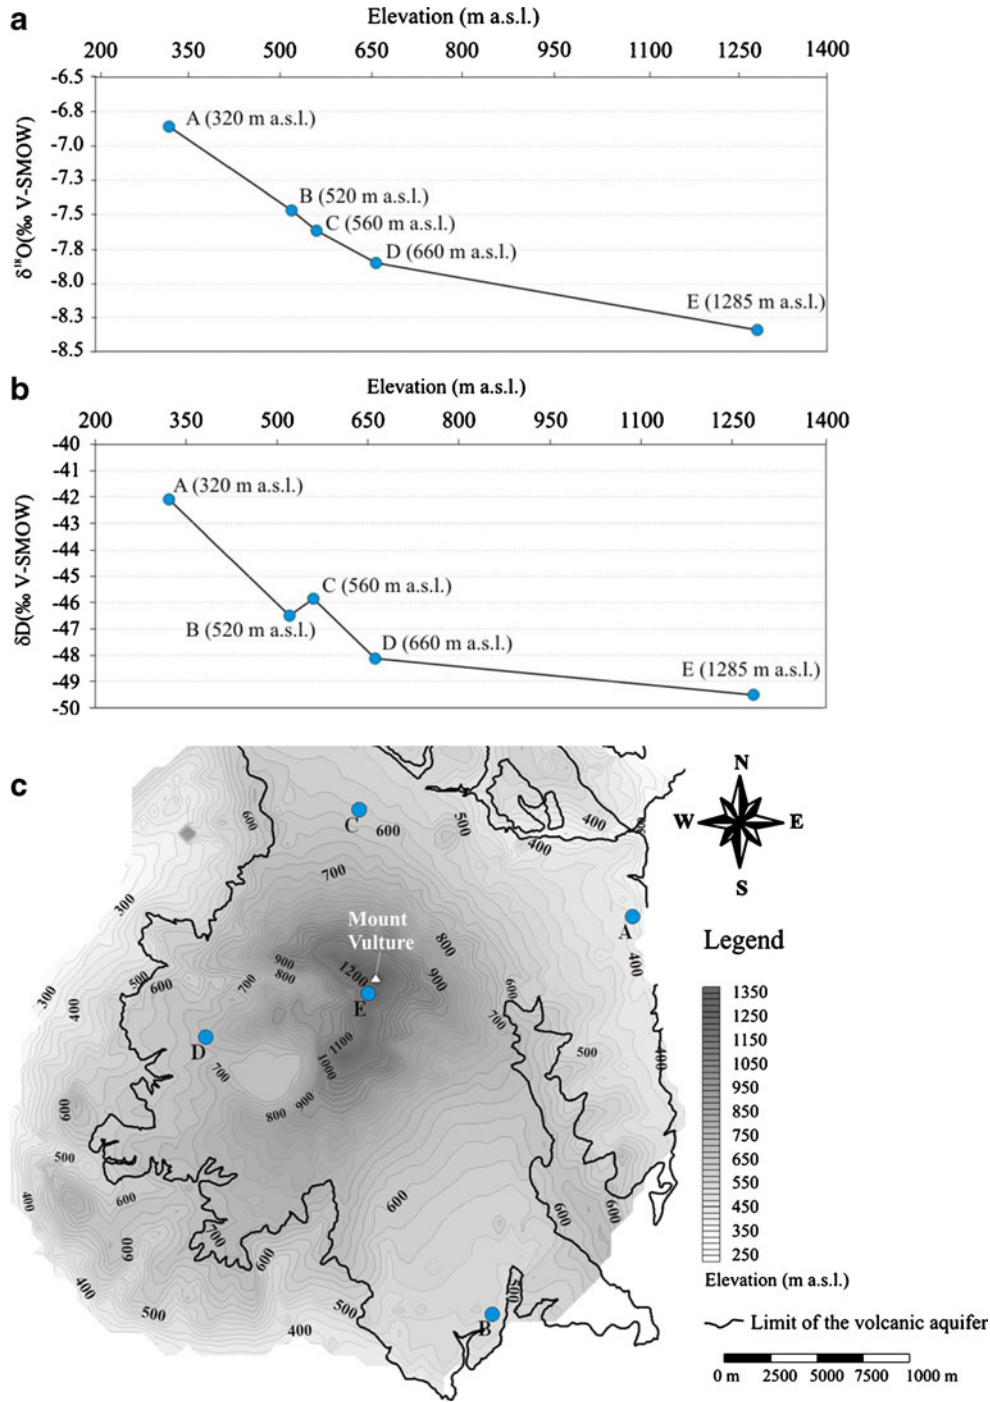 a
Elevation (m a.s.l.)
200 350 500 650 800 950 1100 1250 1400
δ¹⁸O(‰ V-SMOW)
-6.5
-6.8
-7.0
-7.3
-7.5
-7.8
-8.0
-8.3
-8.5
A (320 m a.s.l.)
B (520 m a.s.l.)
C (560 m a.s.l.)
D (660 m a.s.l.)
E (1285 m a.s.l.)
b
Elevation (m a.s.l.)
200 350 500 650 800 950 1100 1250 1400
δD(‰ V-SMOW)
-40
-41
-42
-43
-44
-45
-46
-47
-48
-49
-50
A (320 m a.s.l.)
C (560 m a.s.l.)
B (520 m a.s.l.)
D (660 m a.s.l.)
E (1285 m a.s.l.)
c
N
W E
S
C
600
600
500
400
400
600
700
300
Mount
Vulture
A
400
800
900
900
800
1200
E
500
600
700
300
400
600
700
D
700
1100
1000
900
800
500
400
600
500
400
600
600
700
600
500
400
500
400
600
600
600
500
B
Legend
1350
1250
1150
1050
950
850
750
650
550
450
350
250
Elevation (m a.s.l.)
Limit of the volcanic aquifer
0 m 2500 5000 7500 1000 m